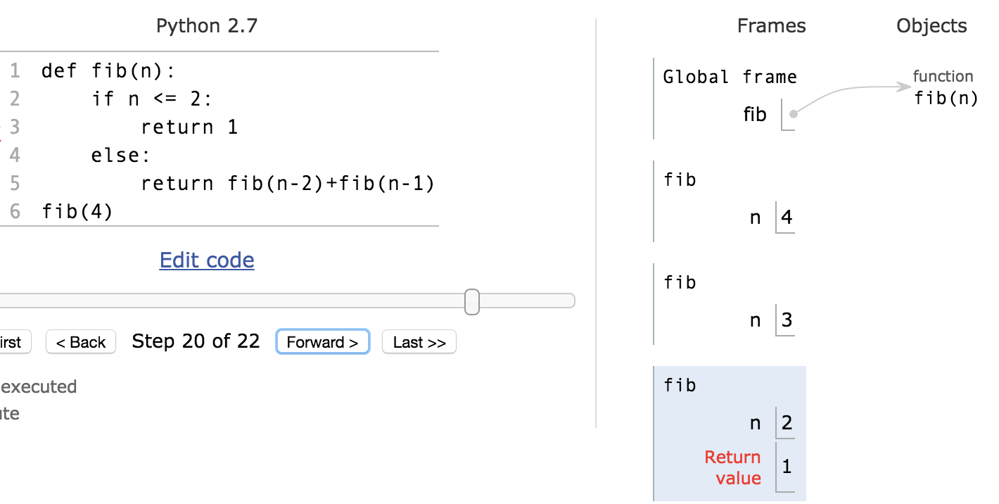 Python 2.7
1 def fib(n):
2     if n <= 2:
3         return 1
4     else:
5         return fib(n-2)+fib(n-1)
6 fib(4)
Edit code
< Back Step 20 of 22 Forward > Last >>
executed
Frames Objects
Global frame
fib
function
fib(n)
fib
n 4
fib
n 3
fib
n 2
Return
value 1